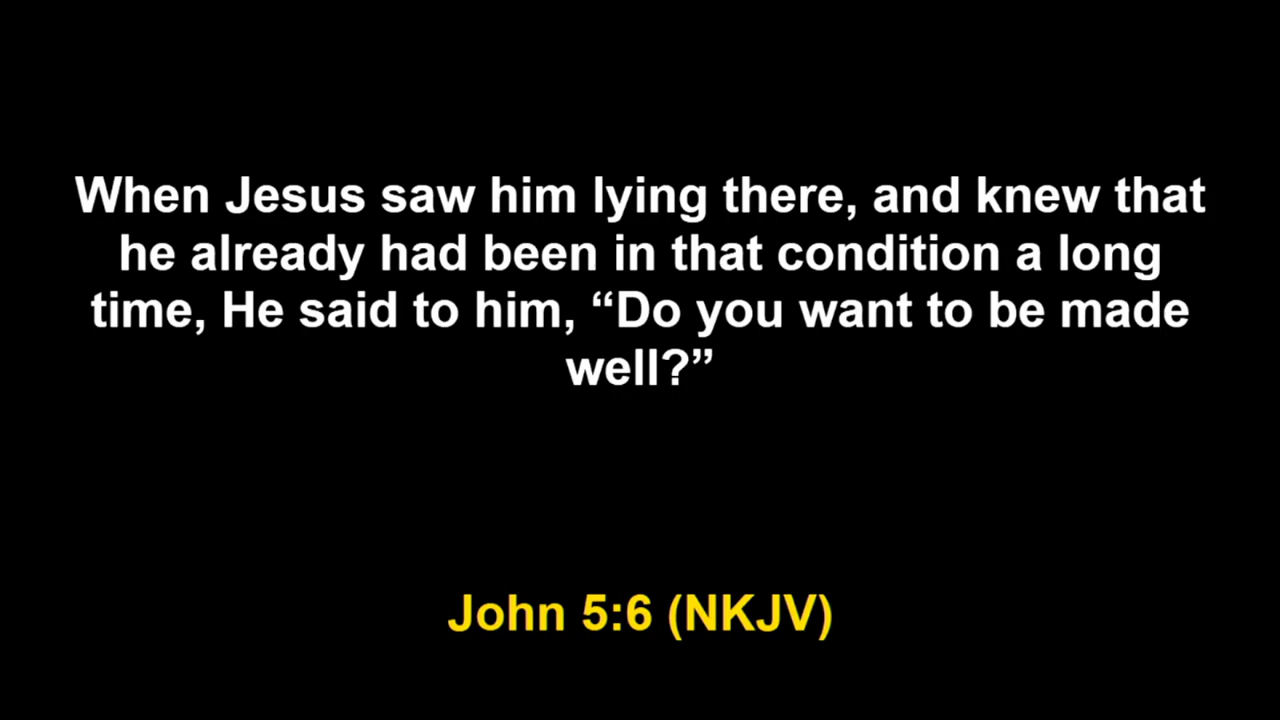 When Jesus saw him lying there, and knew that
he already had been in that condition a long
time, He said to him, “Do you want to be made
well?”
John 5:6 (NKJV)